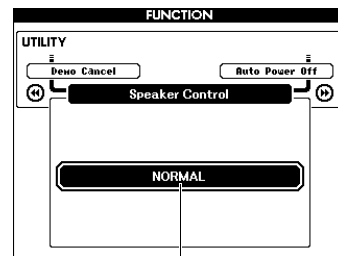 FUNCTION
UTILITY
Demo Cancel
Auto Power Off
Speaker Control
NORMAL